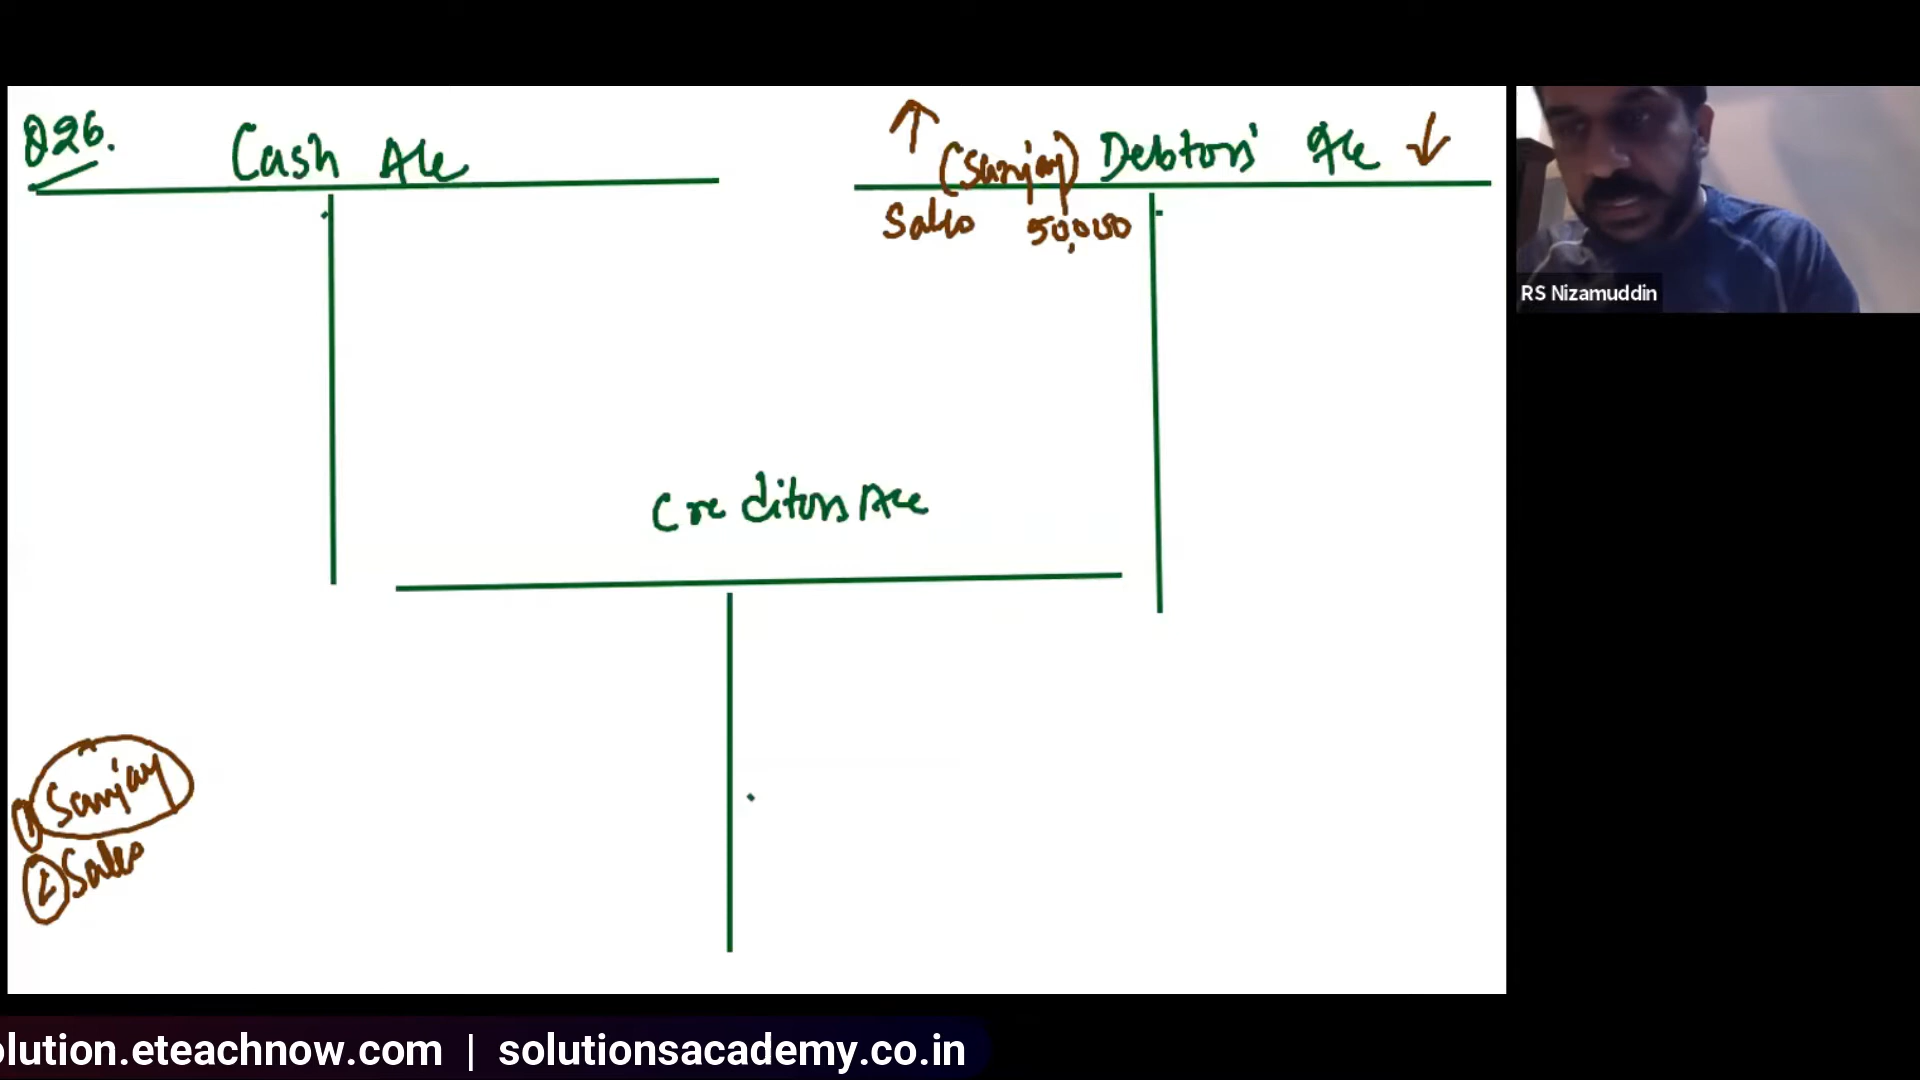 Q26.
Cash A/c
(Sanjay) Debtors' A/c
Sales 50,000
RS Nizamuddin
Creditors A/c
1 Sanjay
2 Sales
olution.eteachnow.com | solutionsacademy.co.in